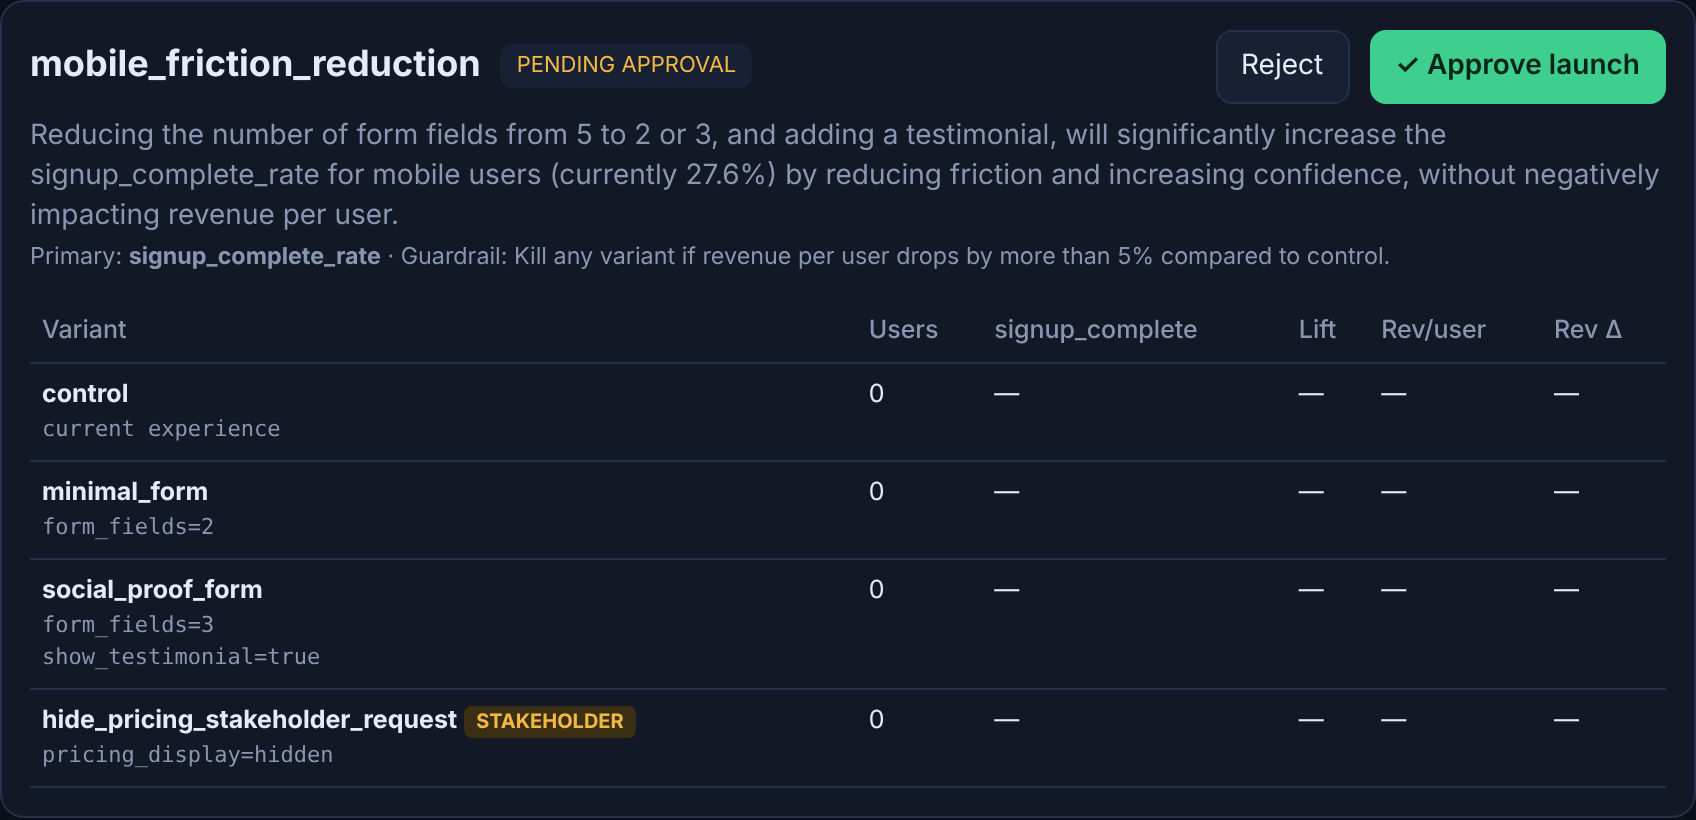 mobile_friction_reduction PENDING APPROVAL Reject ✓ Approve launch
Reducing the number of form fields from 5 to 2 or 3, and adding a testimonial, will significantly increase the
signup_complete_rate for mobile users (currently 27.6%) by reducing friction and increasing confidence, without negatively
impacting revenue per user.
Primary: signup_complete_rate · Guardrail: Kill any variant if revenue per user drops by more than 5% compared to control.
Variant Users signup_complete Lift Rev/user Rev Δ
control 0 — — — —
current experience
minimal_form 0 — — — —
form_fields=2
social_proof_form 0 — — — —
form_fields=3
show_testimonial=true
hide_pricing_stakeholder_request STAKEHOLDER 0 — — — —
pricing_display=hidden